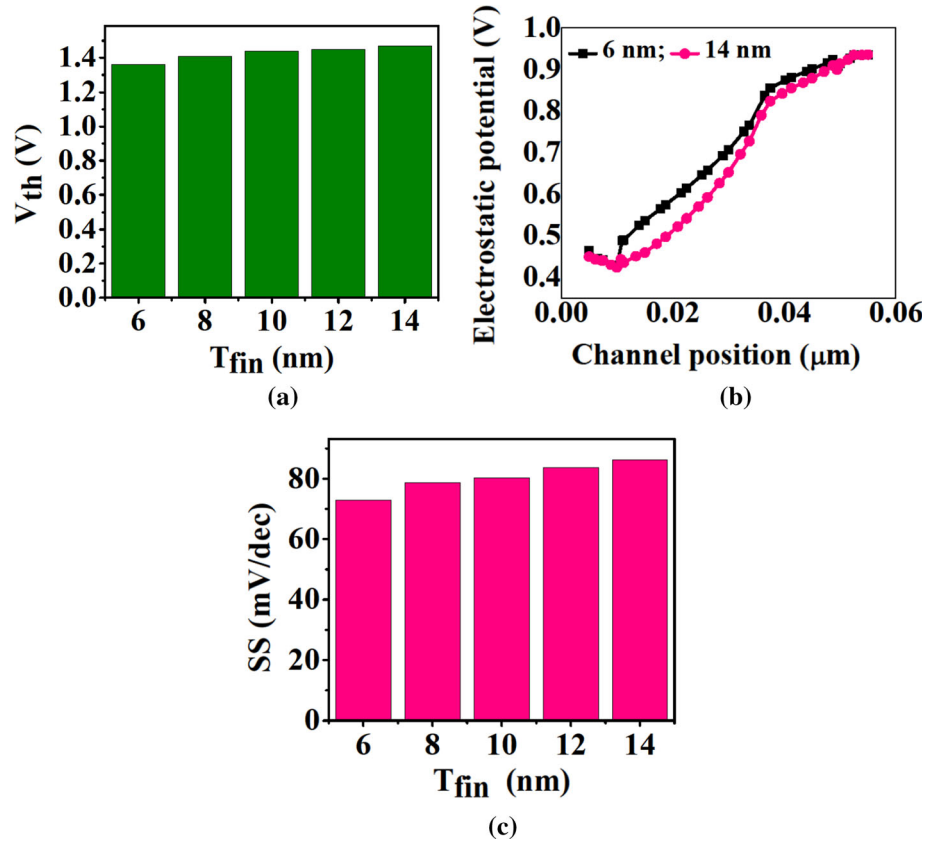 V_th (V)
1.4
1.2
1.0
0.8
0.6
0.4
0.2
0.0
6 8 10 12 14
T_fin (nm)
(a)
Electrostatic potential (V)
1.0
0.9
0.8
0.7
0.6
0.5
0.4
6 nm; 14 nm
0.00 0.02 0.04 0.06
Channel position (μm)
(b)
SS (mV/dec)
80
60
40
20
0
6 8 10 12 14
T_fin (nm)
(c)